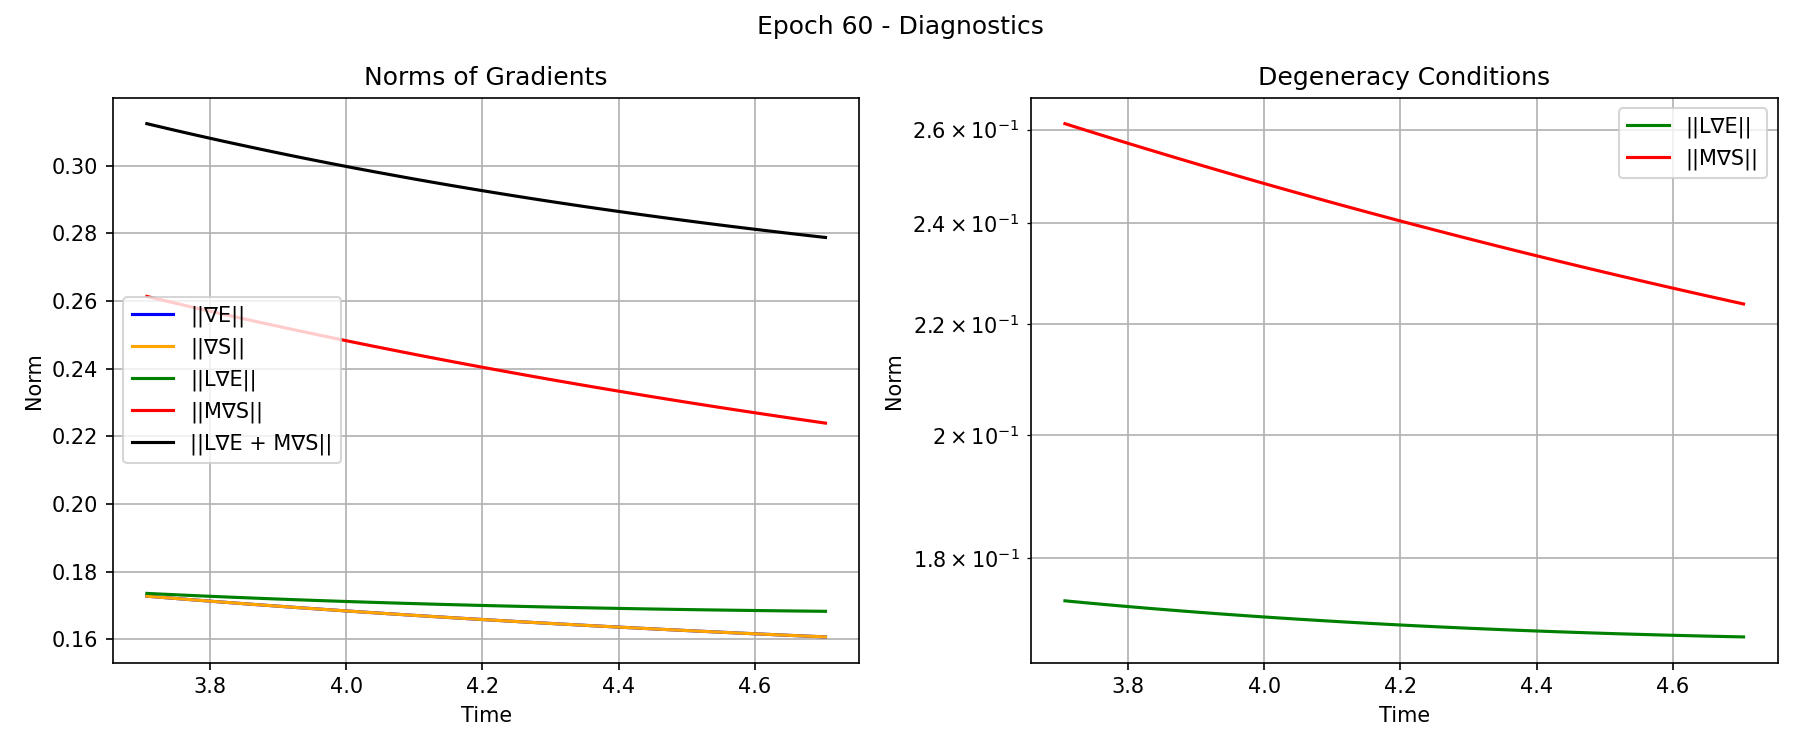 Epoch 60 - Diagnostics
Norms of Gradients
Norm
0.30
0.28
0.26
0.24
0.22
0.20
0.18
0.16
||∇E||
||∇S||
||L∇E||
||M∇S||
||L∇E + M∇S||
3.8 4.0 4.2 4.4 4.6
Time
Degeneracy Conditions
Norm
2.6 × 10⁻¹
2.4 × 10⁻¹
2.2 × 10⁻¹
2 × 10⁻¹
1.8 × 10⁻¹
||L∇E||
||M∇S||
3.8 4.0 4.2 4.4 4.6
Time